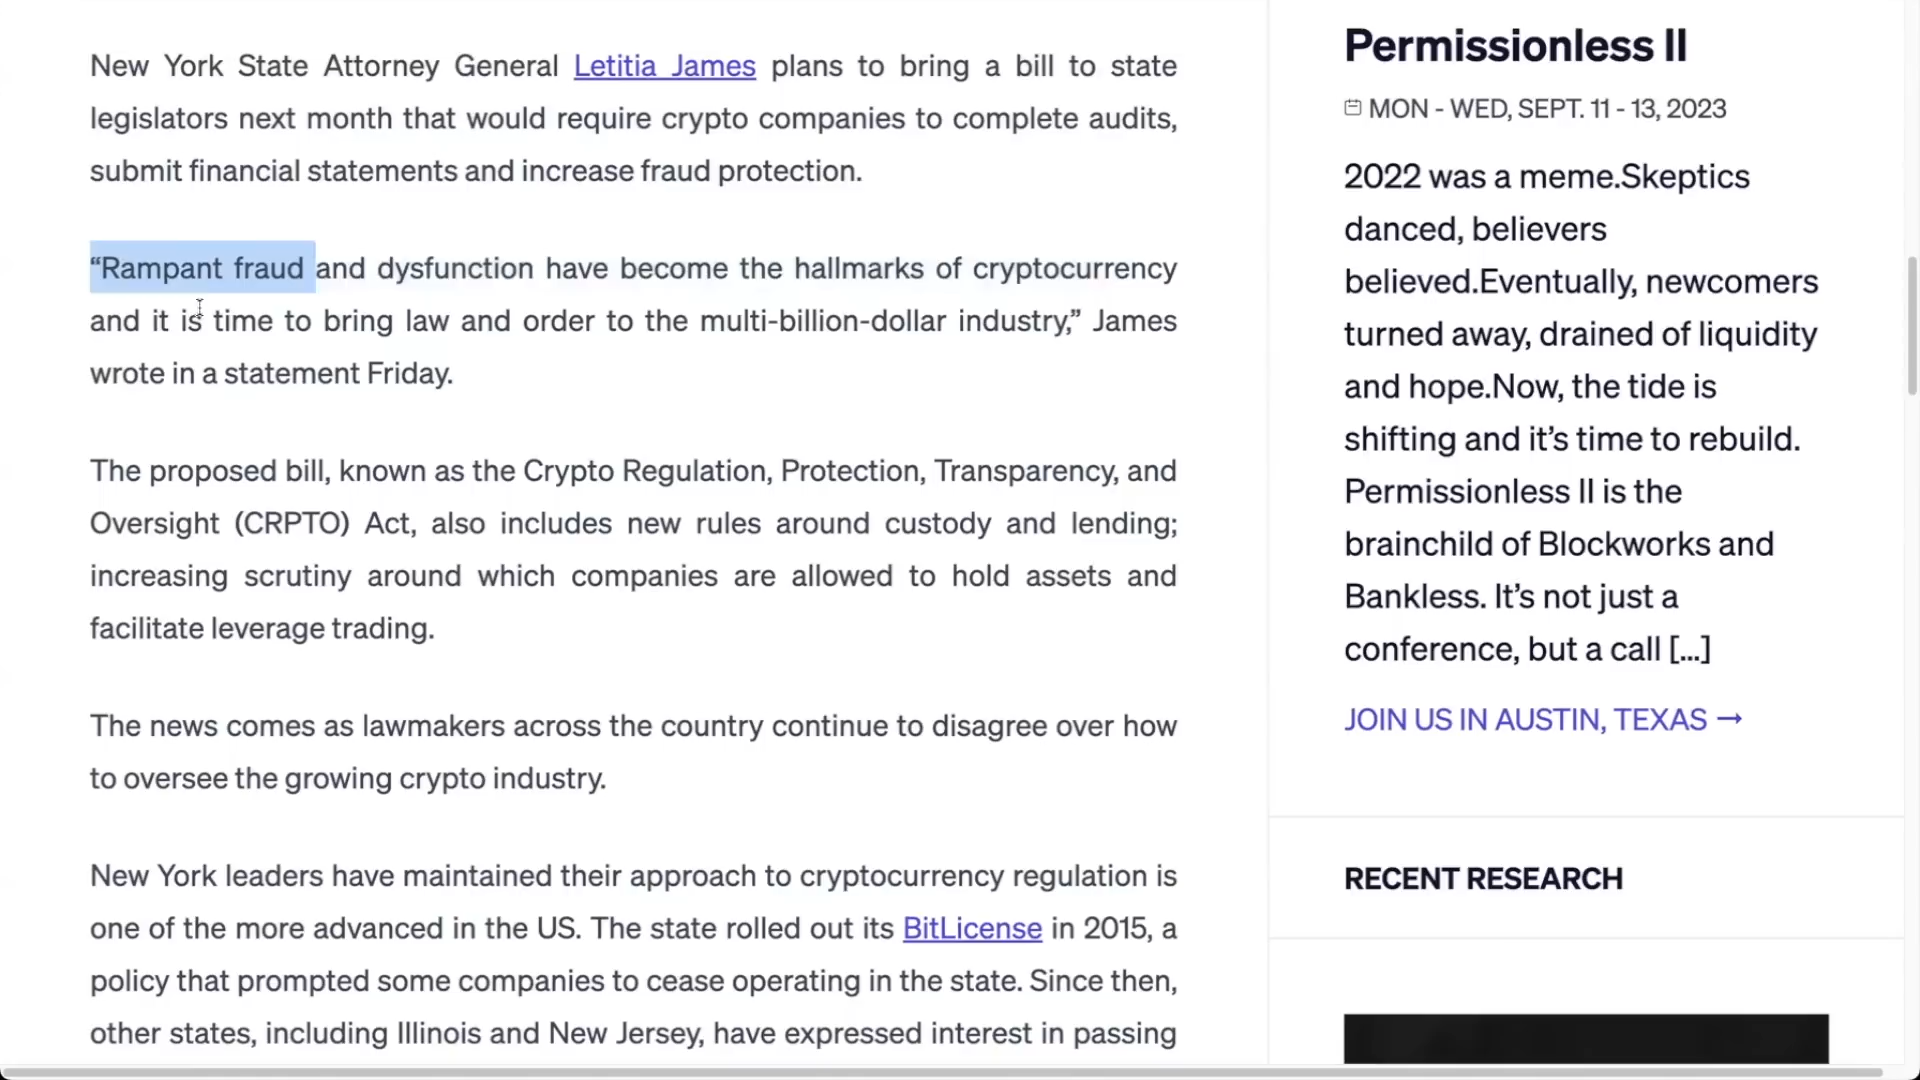 New York State Attorney General Letitia James plans to bring a bill to state
legislators next month that would require crypto companies to complete audits,
submit financial statements and increase fraud protection.
“Rampant fraud and dysfunction have become the hallmarks of cryptocurrency
and it is time to bring law and order to the multi-billion-dollar industry,” James
wrote in a statement Friday.
The proposed bill, known as the Crypto Regulation, Protection, Transparency, and
Oversight (CRPTO) Act, also includes new rules around custody and lending;
increasing scrutiny around which companies are allowed to hold assets and
facilitate leverage trading.
The news comes as lawmakers across the country continue to disagree over how
to oversee the growing crypto industry.
New York leaders have maintained their approach to cryptocurrency regulation is
one of the more advanced in the US. The state rolled out its BitLicense in 2015, a
policy that prompted some companies to cease operating in the state. Since then,
other states, including Illinois and New Jersey, have expressed interest in passing
Permissionless II
MON - WED, SEPT. 11 - 13, 2023
2022 was a meme.Skeptics
danced, believers
believed.Eventually, newcomers
turned away, drained of liquidity
and hope.Now, the tide is
shifting and it’s time to rebuild.
Permissionless II is the
brainchild of Blockworks and
Bankless. It’s not just a
conference, but a call [...]
JOIN US IN AUSTIN, TEXAS →
RECENT RESEARCH